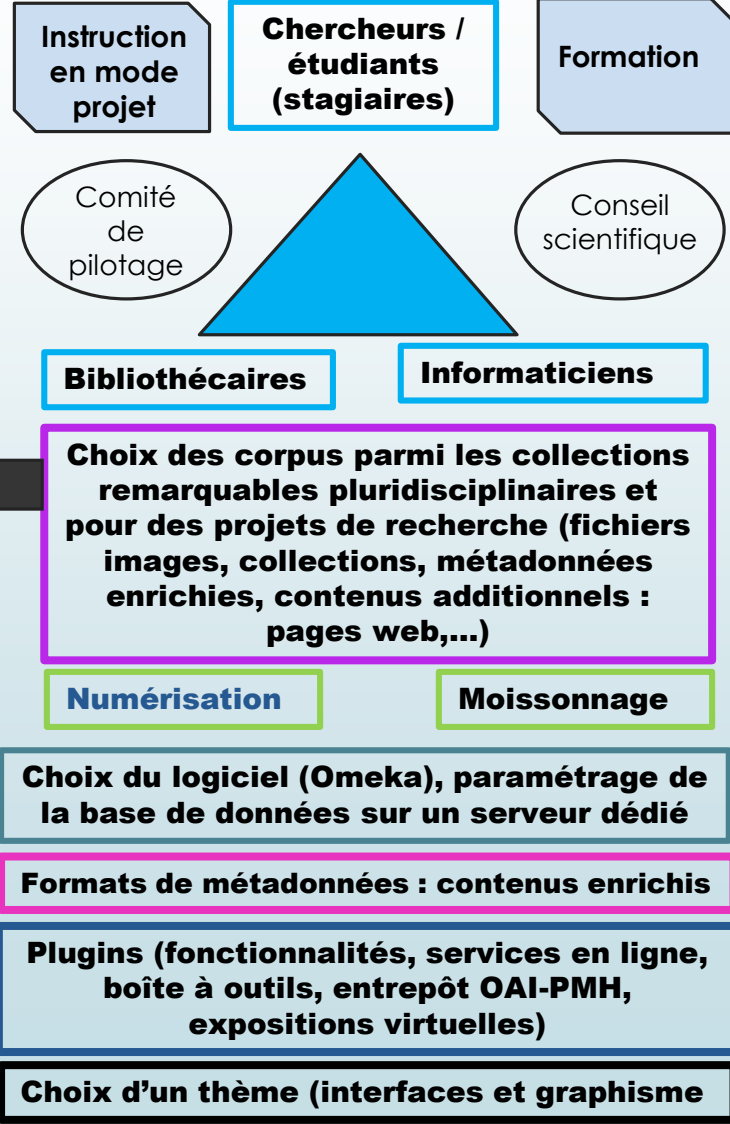 Instruction
en mode
projet
Chercheurs /
étudiants
(stagiaires)
Formation
Comité
de
pilotage
Conseil
scientifique
Bibliothécaires
Informaticiens
Choix des corpus parmi les collections
remarquables pluridisciplinaires et
pour des projets de recherche (fichiers
images, collections, métadonnées
enrichies, contenus additionnels :
pages web,...)
Numérisation
Moissonnage
Choix du logiciel (Omeka), paramétrage de
la base de données sur un serveur dédié
Formats de métadonnées : contenus enrichis
Plugins (fonctionnalités, services en ligne,
boîte à outils, entrepôt OAI-PMH,
expositions virtuelles)
Choix d’un thème (interfaces et graphisme